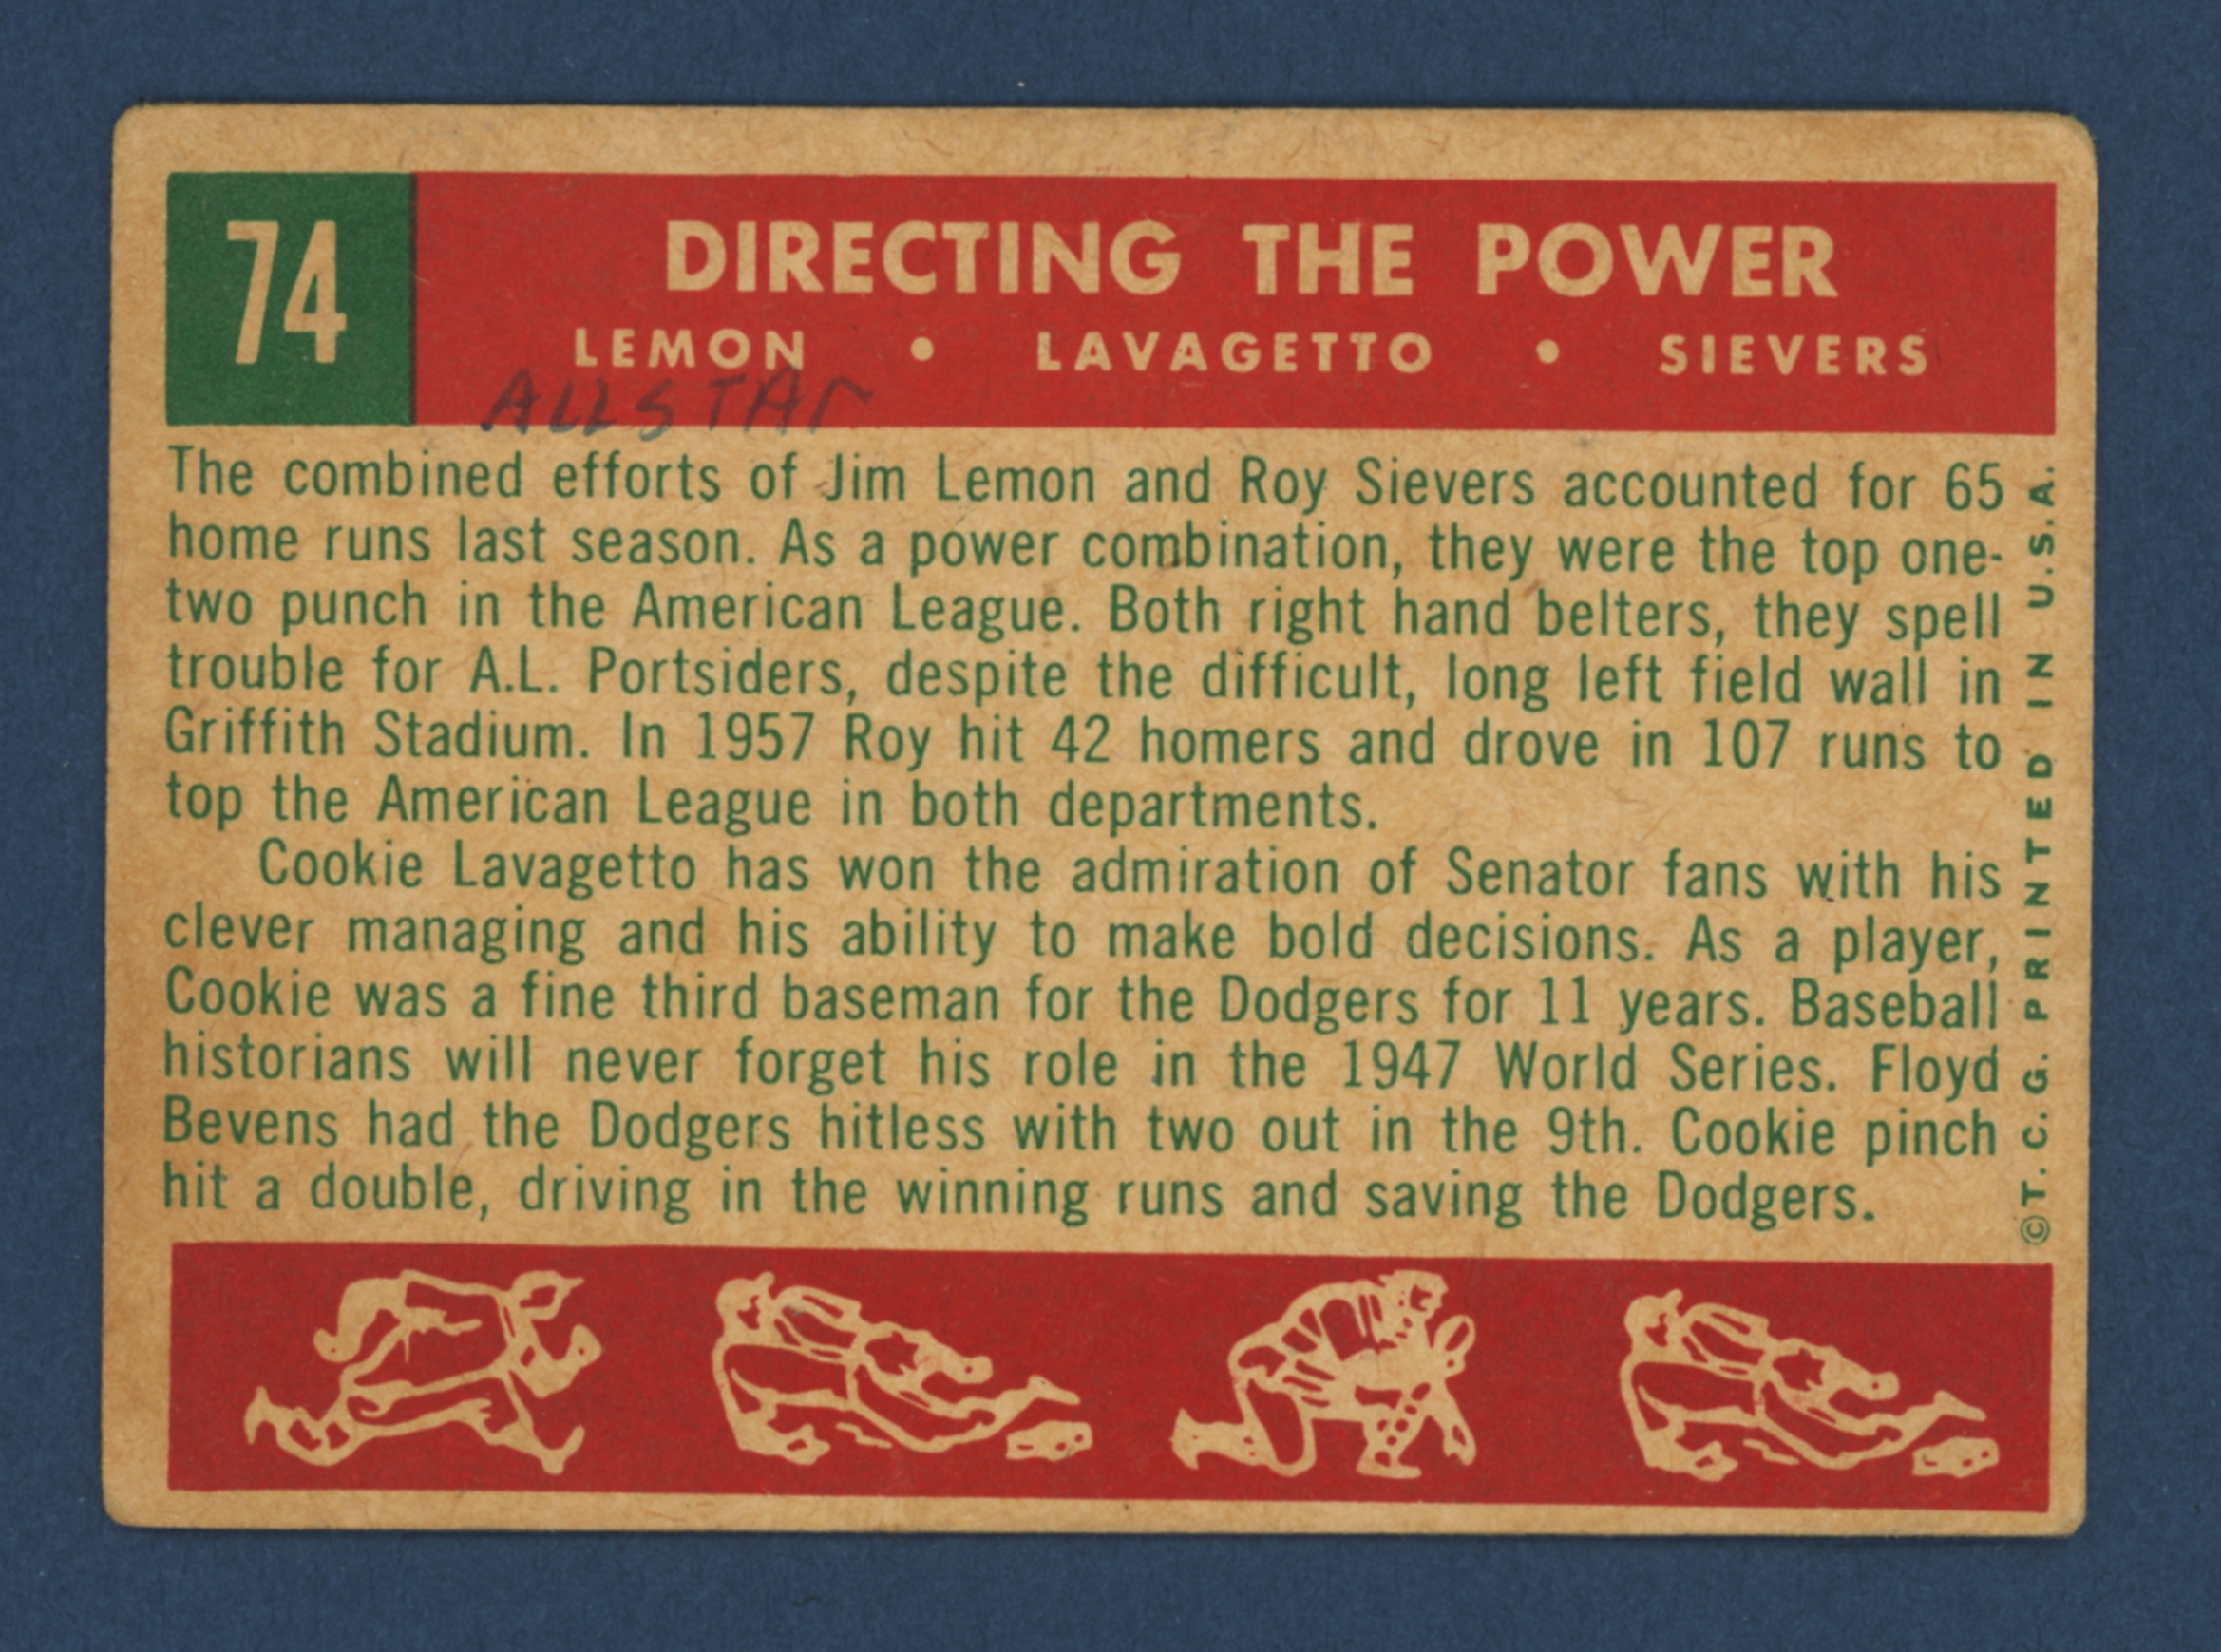 74
DIRECTING THE POWER
LEMON • LAVAGETTO • SIEVERS
ALLSTAr
The combined efforts of Jim Lemon and Roy Sievers accounted for 65
home runs last season. As a power combination, they were the top one-
two punch in the American League. Both right hand belters, they spell
trouble for A.L. Portsiders, despite the difficult, long left field wall in
Griffith Stadium. In 1957 Roy hit 42 homers and drove in 107 runs to
top the American League in both departments.
Cookie Lavagetto has won the admiration of Senator fans with his
clever managing and his ability to make bold decisions. As a player,
Cookie was a fine third baseman for the Dodgers for 11 years. Baseball
historians will never forget his role in the 1947 World Series. Floyd
Bevens had the Dodgers hitless with two out in the 9th. Cookie pinch
hit a double, driving in the winning runs and saving the Dodgers.
©T. C. G. PRINTED IN U.S.A.